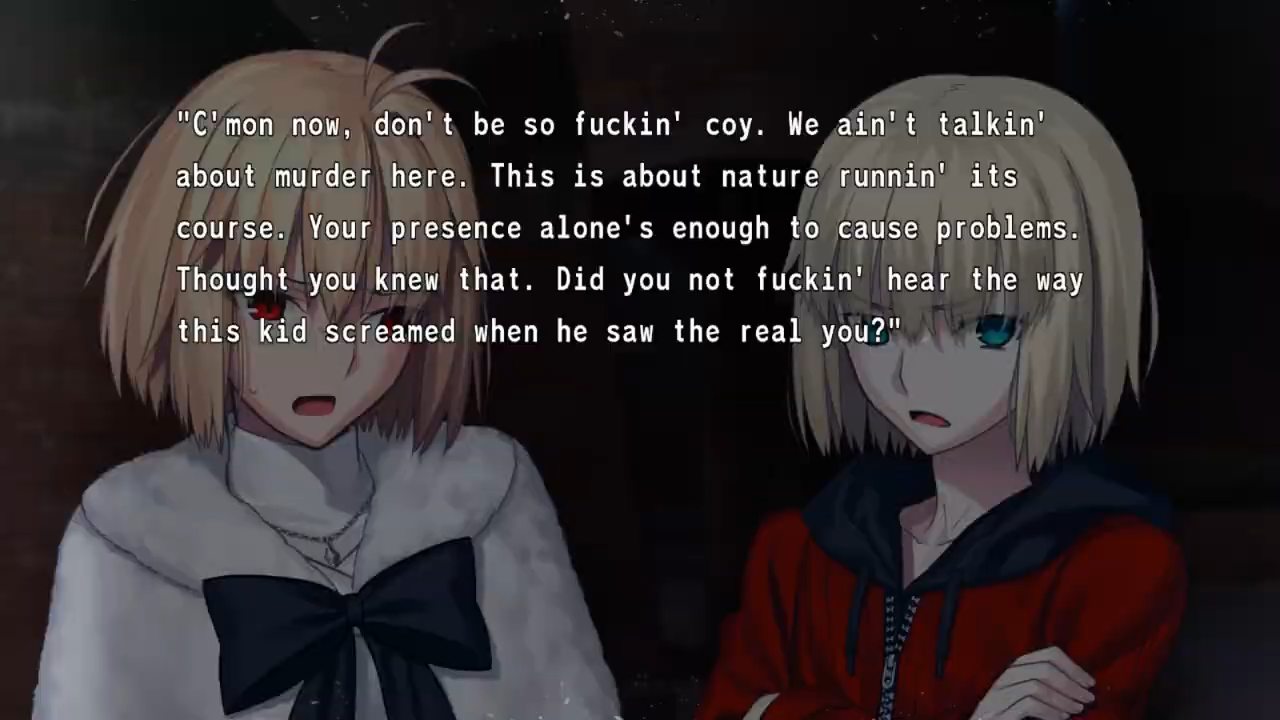 "C'mon now, don't be so fuckin' coy. We ain't talkin'
about murder here. This is about nature runnin' its
course. Your presence alone's enough to cause problems.
Thought you knew that. Did you not fuckin' hear the way
this kid screamed when he saw the real you?"